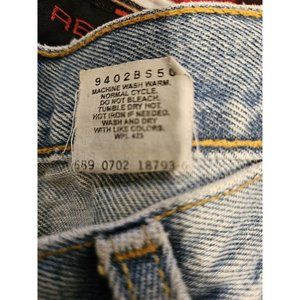 9402BS50
MACHINE WASH WARM.
NORMAL CYCLE.
DO NOT BLEACH.
TUMBLE DRY HOT.
HOT IRON IF NEEDED.
WASH AND DRY
WITH LIKE COLORS.
WPL 423
689 0702 18793